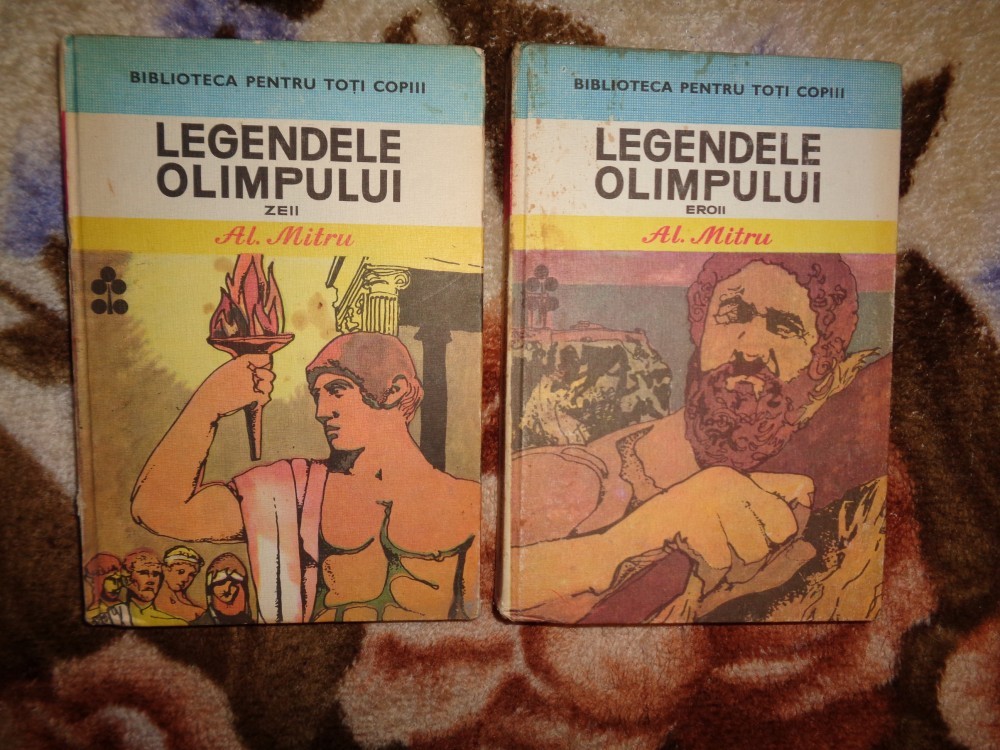 BIBLIOTECA PENTRU TOȚI COPIII
LEGENDELE
OLIMPULUI
ZEII
Al. Mitru
BIBLIOTECA PENTRU TOȚI COPIII
LEGENDELE
OLIMPULUI
EROII
Al. Mitru